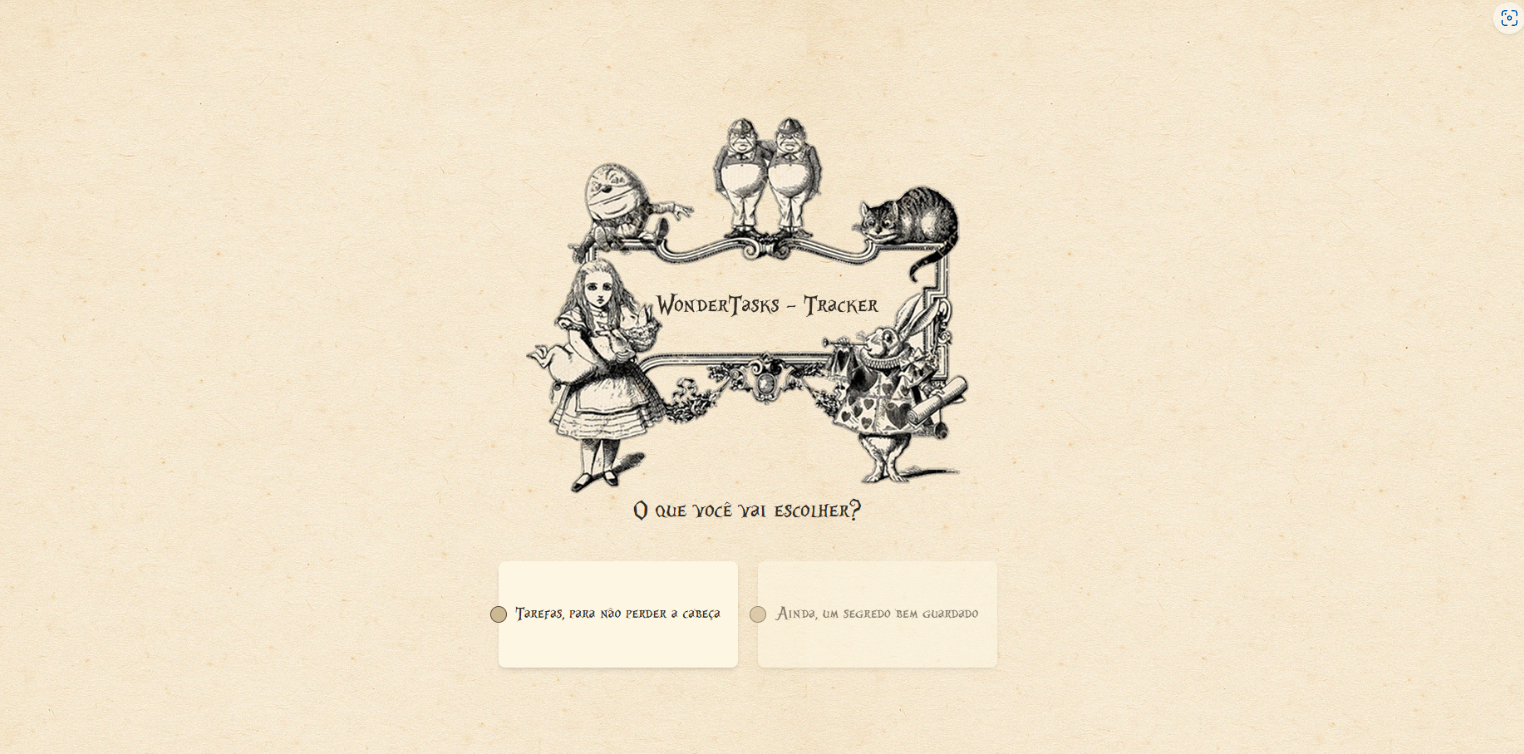 WonderTasks - Tracker
O que você vai escolher?
Tarefas, para não perder a cabeça
Ainda, um segredo bem guardado